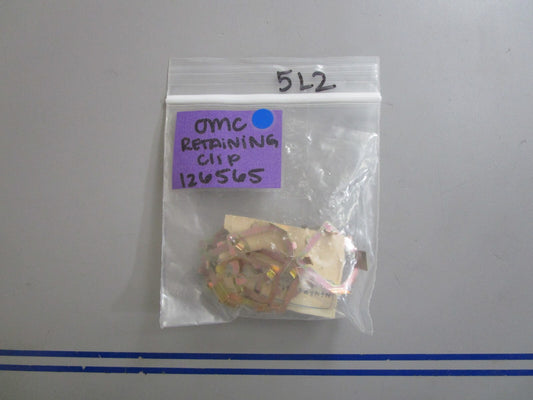 5L2
OMC
RETAINING
Clip
126565